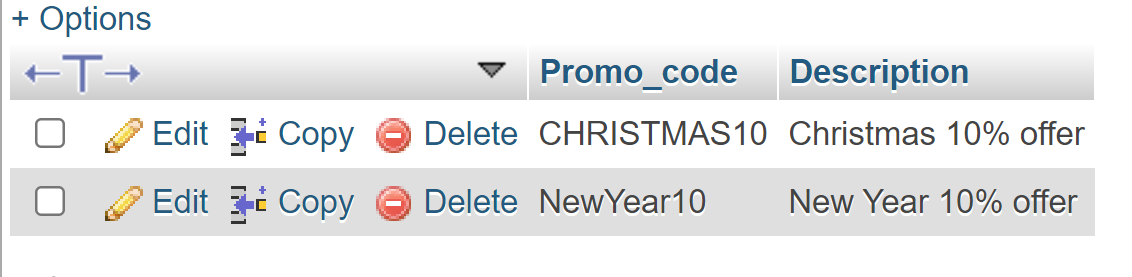 + Options
←T→ Promo_code Description
Edit Copy Delete CHRISTMAS10 Christmas 10% offer
Edit Copy Delete NewYear10 New Year 10% offer